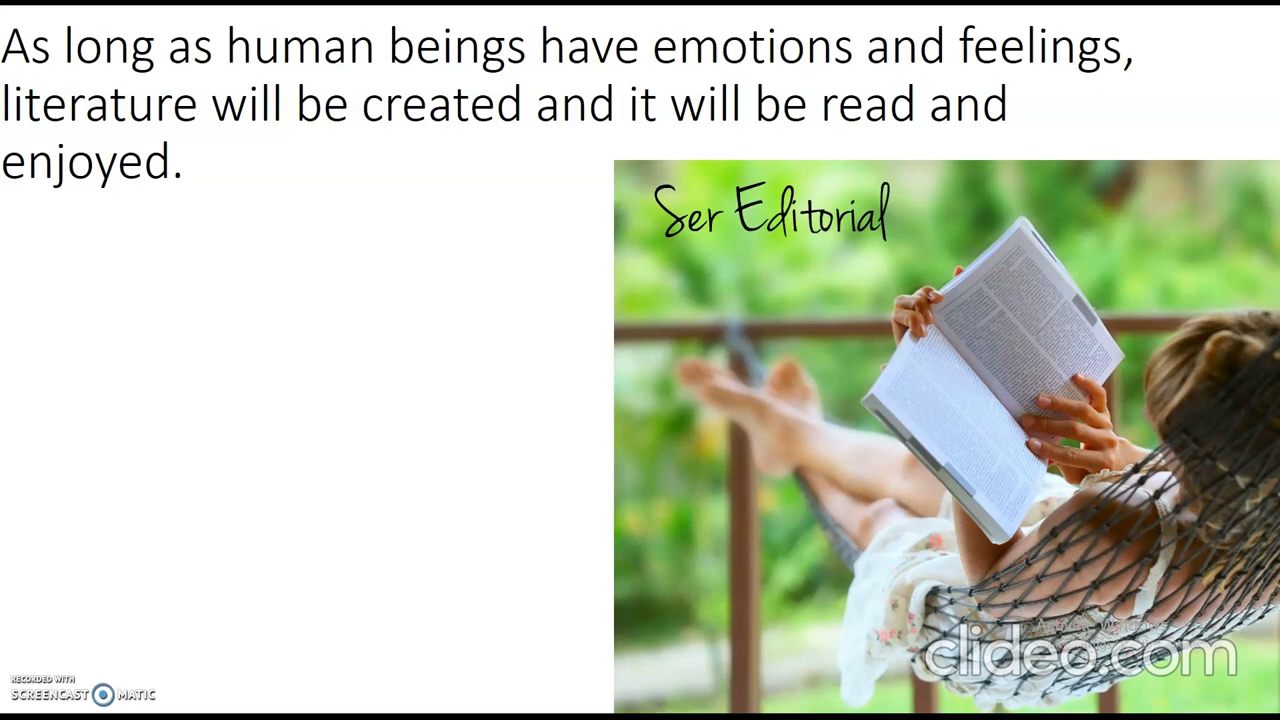 As long as human beings have emotions and feelings,
literature will be created and it will be read and
enjoyed.
Ser Editorial
clideo.com
RECORDED WITH
SCREENCAST MATIC